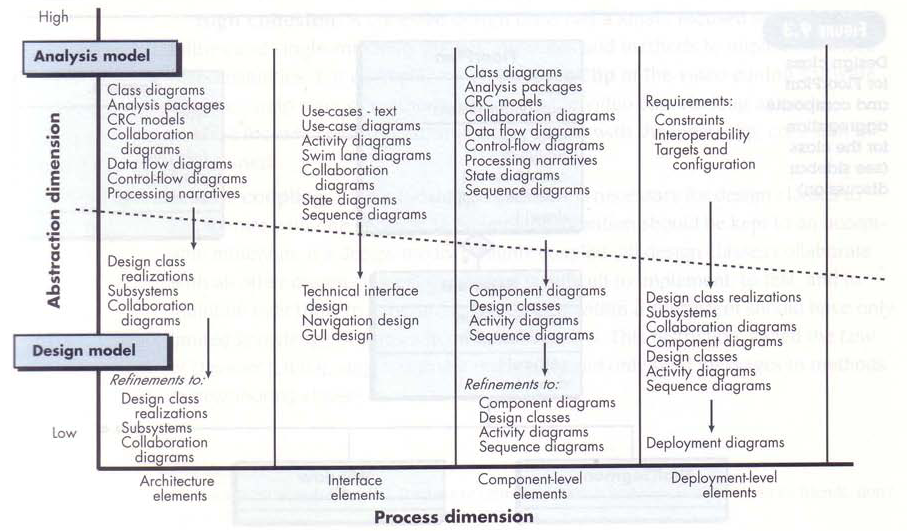 High
Analysis model
Class diagrams
Analysis packages
CRC models
Collaboration
diagrams
Data flow diagrams
Control-flow diagrams
Processing narratives
Use-cases - text
Use-case diagrams
Activity diagrams
Swim lane diagrams
Collaboration
diagrams
State diagrams
Sequence diagrams
Class diagrams
Analysis packages
CRC models
Collaboration diagrams
Data flow diagrams
Control-flow diagrams
Processing narratives
State diagrams
Sequence diagrams
Requirements:
Constraints
Interoperability
Targets and
configuration
Abstraction dimension
Design class
realizations
Subsystems
Collaboration
diagrams
Technical interface
design
Navigation design
GUI design
Component diagrams
Design classes
Activity diagrams
Sequence diagrams
Design class realizations
Subsystems
Collaboration diagrams
Component diagrams
Design classes
Activity diagrams
Sequence diagrams
Design model
Refinements to:
Design class
realizations
Subsystems
Collaboration
diagrams
Refinements to:
Component diagrams
Design classes
Activity diagrams
Sequence diagrams
Deployment diagrams
Low
Architecture
elements
Interface
elements
Component-level
elements
Deployment-level
elements
Process dimension